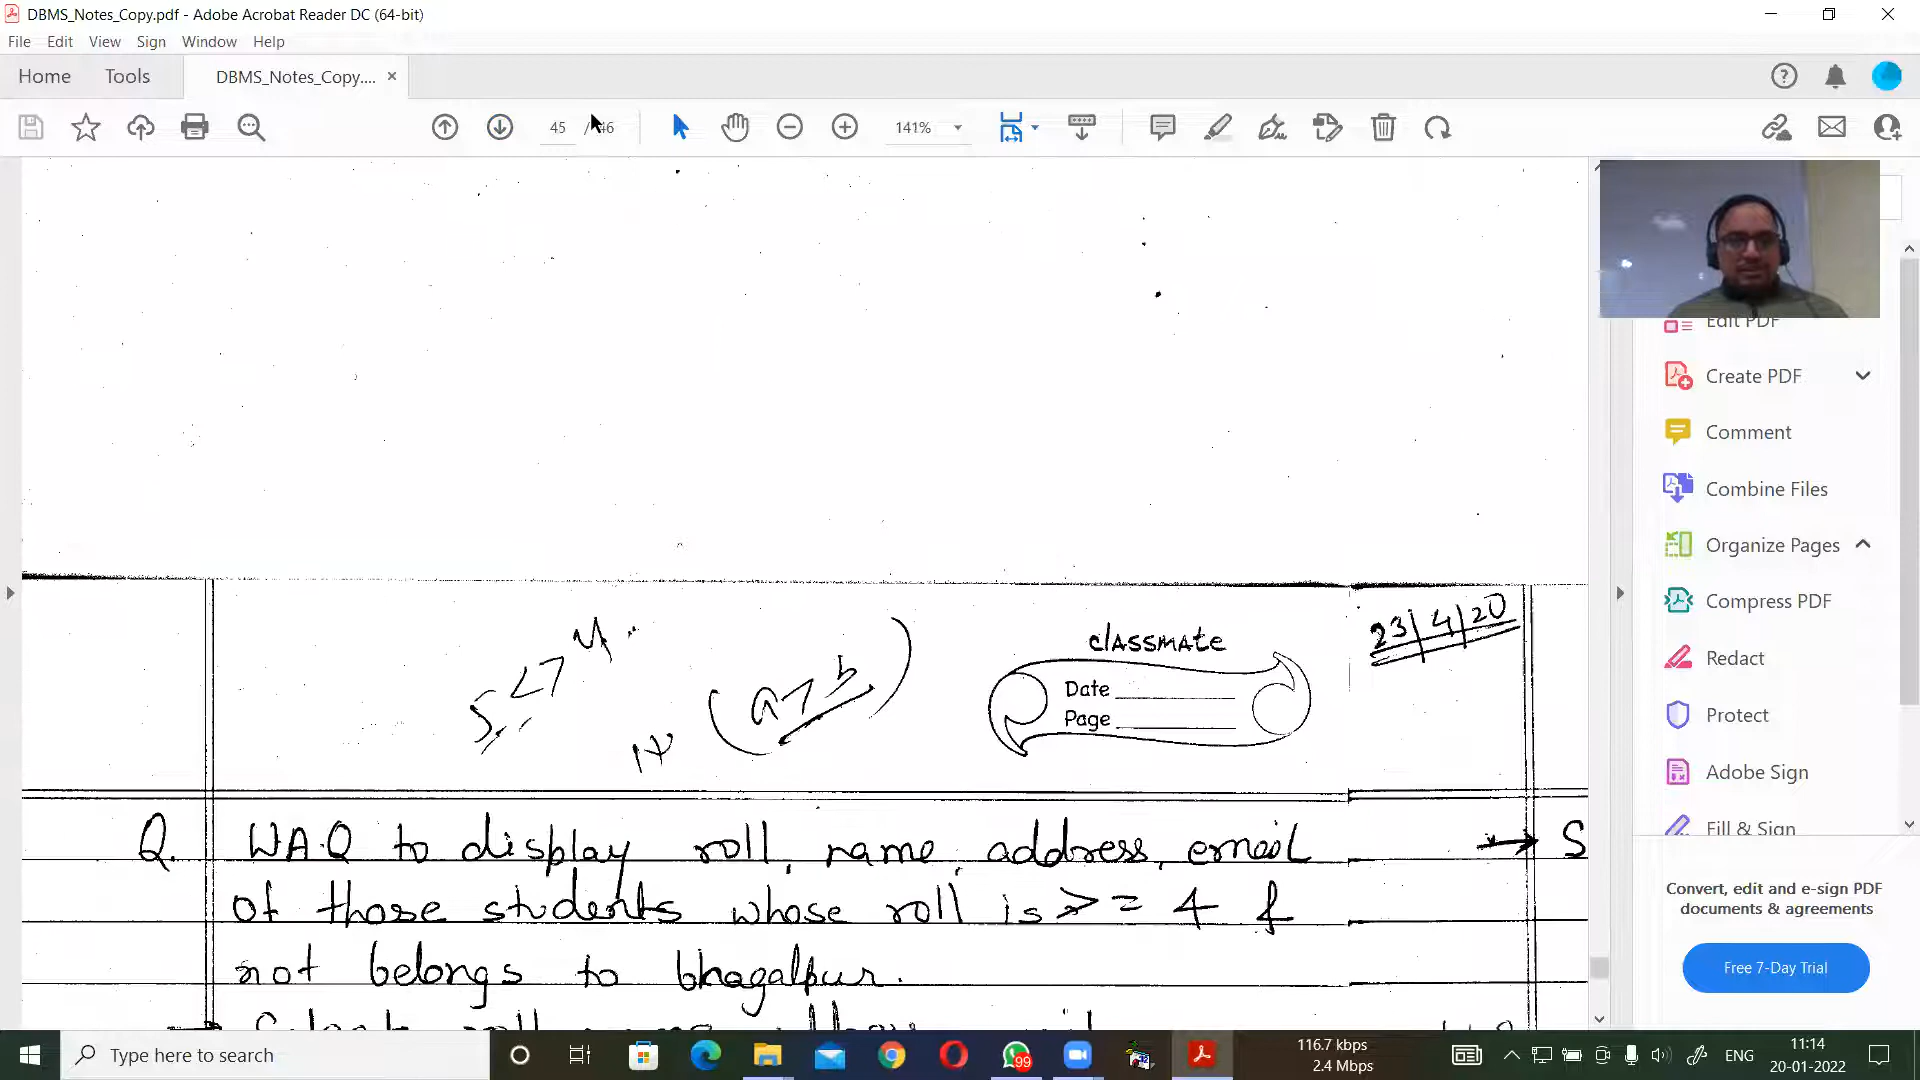 DBMS_Notes_Copy.pdf - Adobe Acrobat Reader DC (64-bit)
File Edit View Sign Window Help
Home Tools DBMS_Notes_Copy.... ×
45 / 46 141%
Edit PDF
Create PDF
Comment
Combine Files
Organize Pages
Compress PDF
Redact
Protect
Adobe Sign
Fill & Sign
Convert, edit and e-sign PDF
documents & agreements
Free 7-Day Trial
23/4/20
classmate
Date
Page
(a>b)
Q. WAQ to display roll, name, address, email
of those students whose roll is >= 4 &
not belongs to bhagalpur.
→ S
Type here to search
99
116.7 kbps
2.4 Mbps
ENG
11:14
20-01-2022